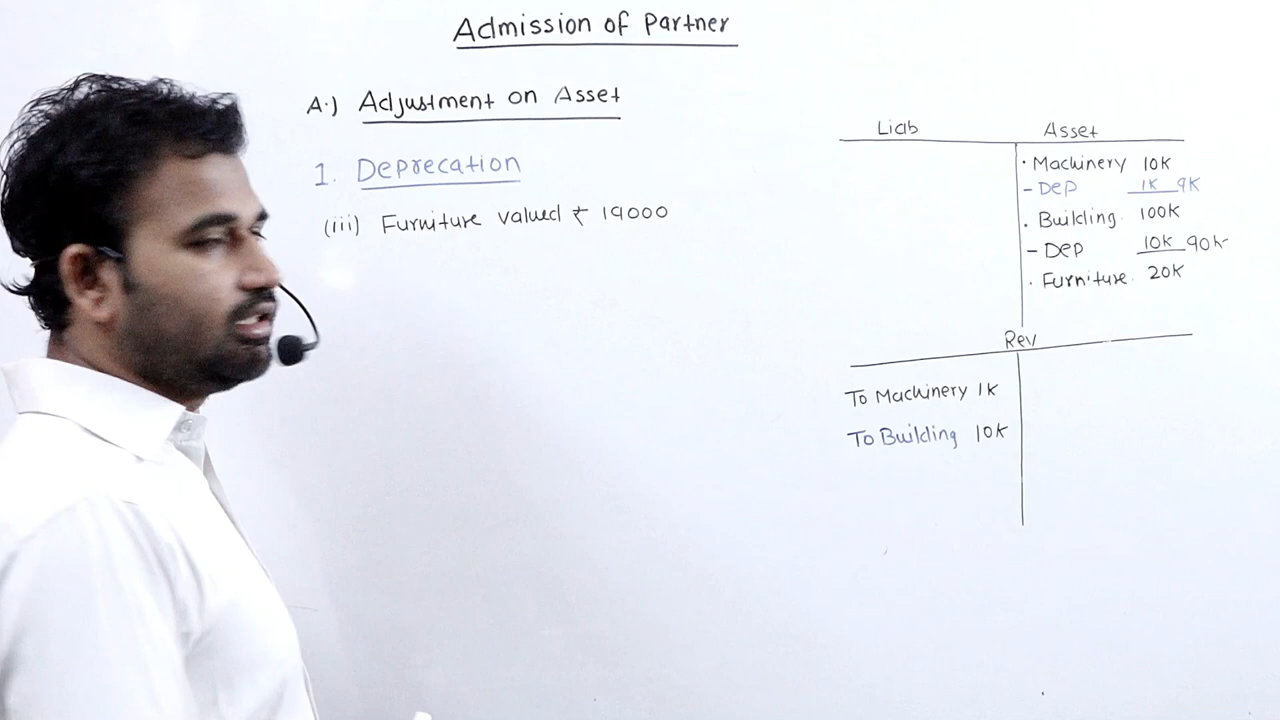 Admission of Partner
A.) Adjustment on Asset
1. Deprecation
(iii) Furniture valued ₹ 19000
Liab Asset
· Machinery 10K
- Dep 1K 9K
· Building 100K
- Dep 10K 90K
· Furniture 20K
Rev
To Machinery 1K
To Building 10K